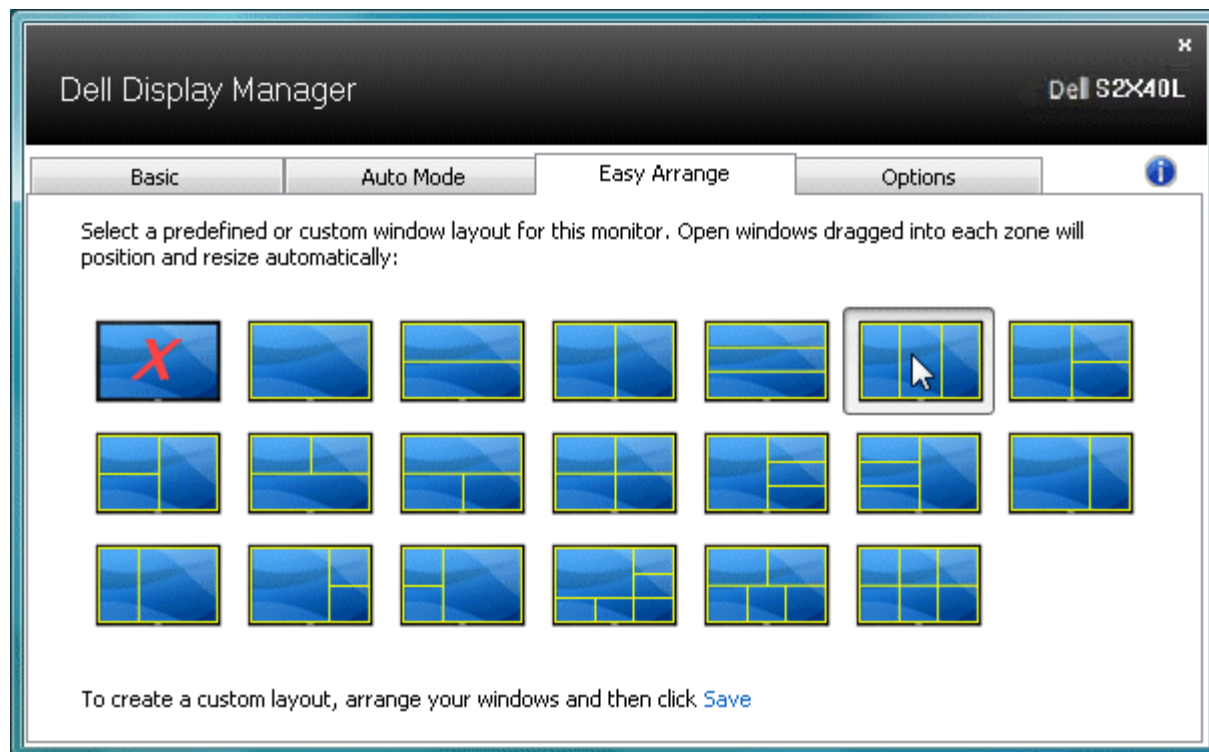 Dell Display Manager
Dell S2X40L
Basic
Auto Mode
Easy Arrange
Options
Select a predefined or custom window layout for this monitor. Open windows dragged into each zone will
position and resize automatically:
X
To create a custom layout, arrange your windows and then click Save